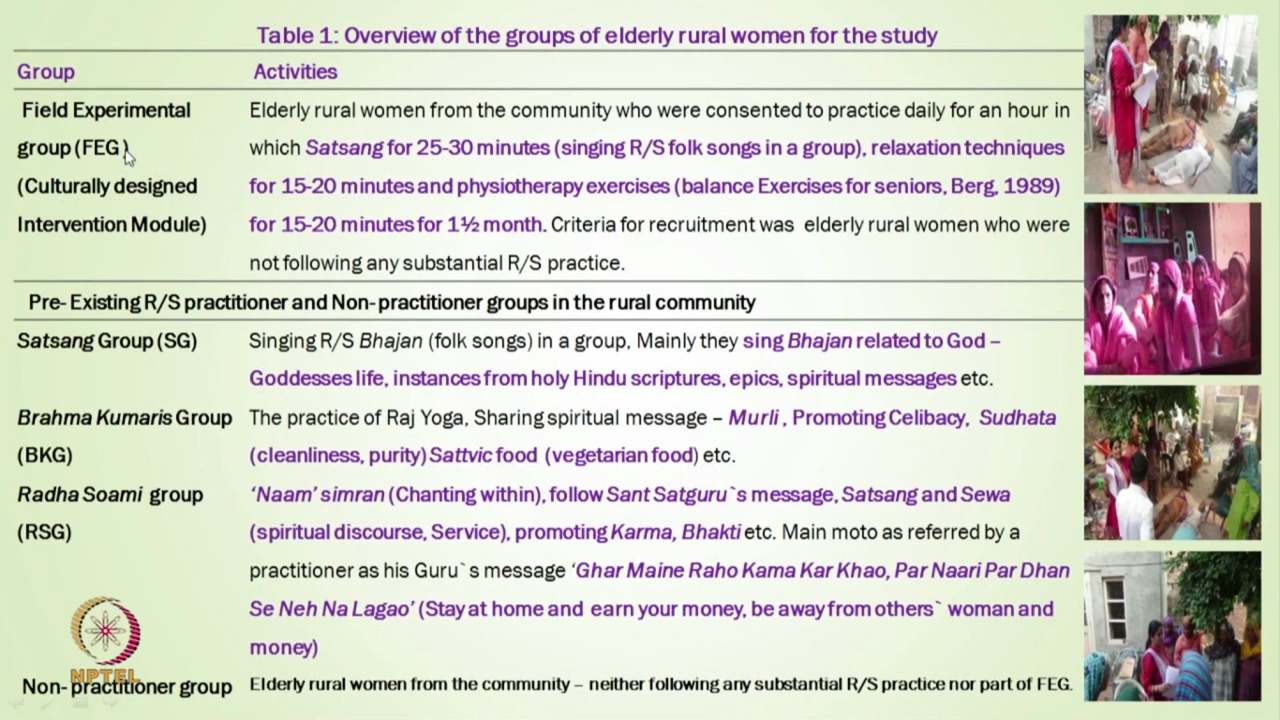 Table 1: Overview of the groups of elderly rural women for the study
Group Activities
Field Experimental Elderly rural women from the community who were consented to practice daily for an hour in
group (FEG) which Satsang for 25-30 minutes (singing R/S folk songs in a group), relaxation techniques
(Culturally designed for 15-20 minutes and physiotherapy exercises (balance Exercises for seniors, Berg, 1989)
Intervention Module) for 15-20 minutes for 1½ month. Criteria for recruitment was elderly rural women who were
not following any substantial R/S practice.
Pre- Existing R/S practitioner and Non- practitioner groups in the rural community
Satsang Group (SG) Singing R/S Bhajan (folk songs) in a group, Mainly they sing Bhajan related to God –
Goddesses life, instances from holy Hindu scriptures, epics, spiritual messages etc.
Brahma Kumaris Group The practice of Raj Yoga, Sharing spiritual message – Murli , Promoting Celibacy, Sudhata
(BKG) (cleanliness, purity) Sattvic food (vegetarian food) etc.
Radha Soami group ‘Naam’ simran (Chanting within), follow Sant Satguru`s message, Satsang and Sewa
(RSG) (spiritual discourse, Service), promoting Karma, Bhakti etc. Main moto as referred by a
practitioner as his Guru`s message ‘Ghar Maine Raho Kama Kar Khao, Par Naari Par Dhan
Se Neh Na Lagao’ (Stay at home and earn your money, be away from others` woman and
money)
NPTEL
Non- practitioner group Elderly rural women from the community – neither following any substantial R/S practice nor part of FEG.